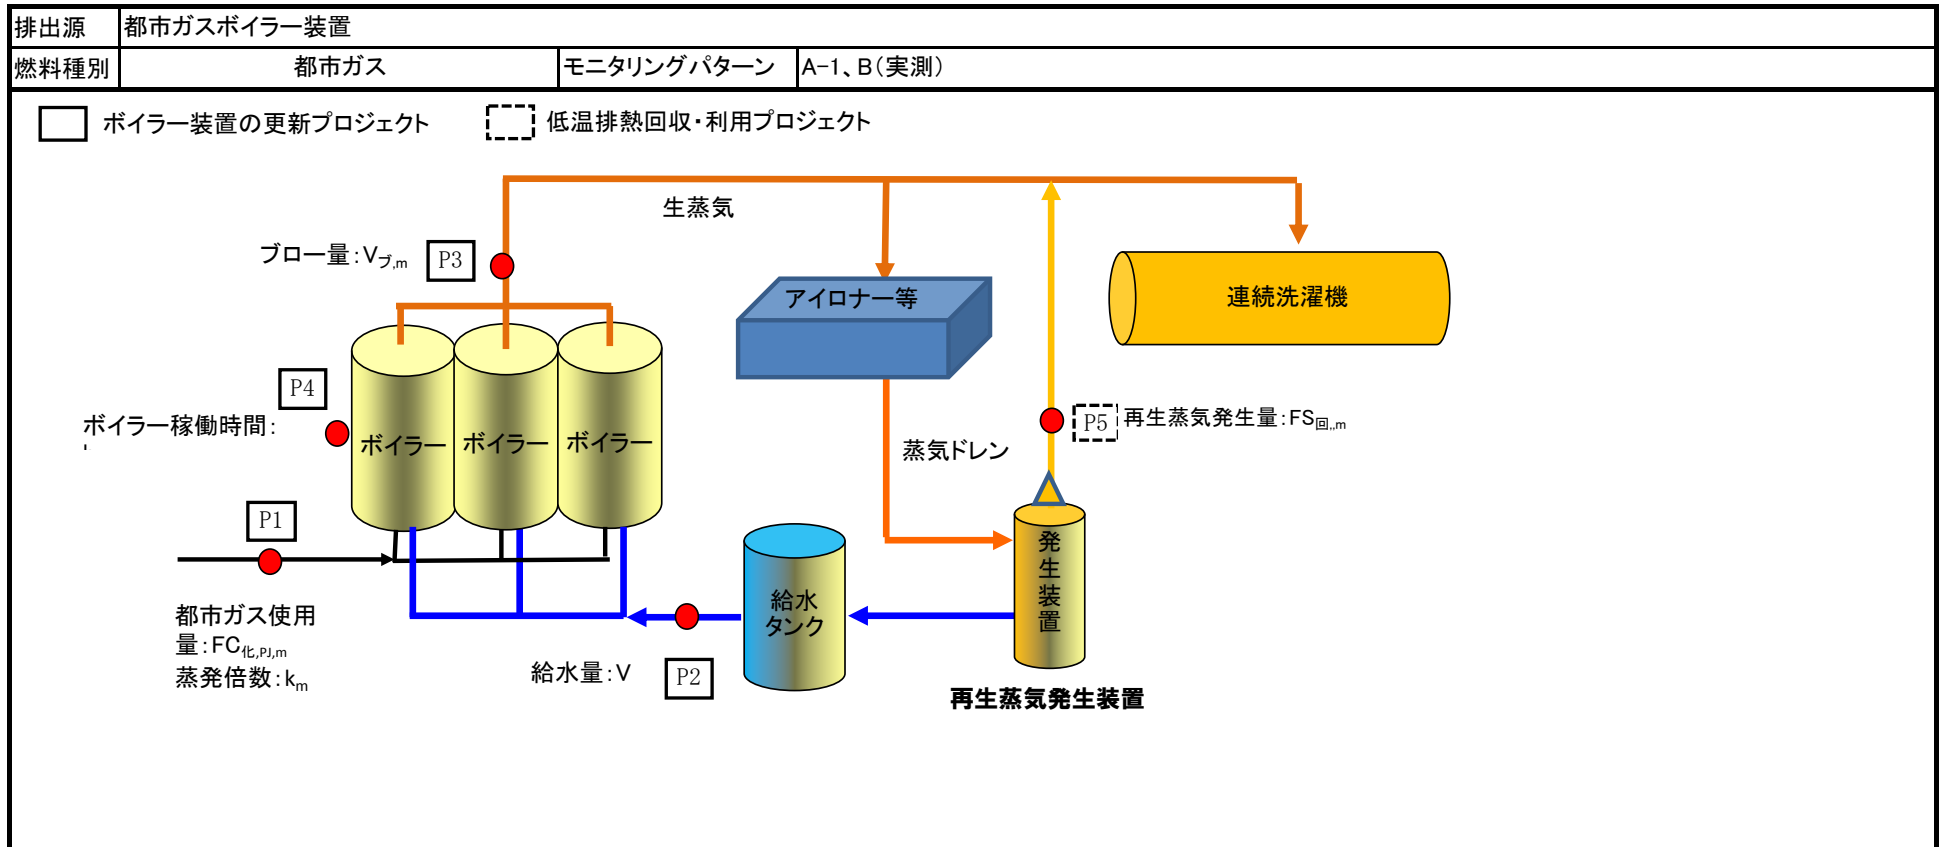 排出源 都市ガスボイラー装置
燃料種別 都市ガス モニタリングパターン A-1、B(実測)
ボイラー装置の更新プロジェクト 低温排熱回収・利用プロジェクト
生蒸気
ブロー量:Vブ,m P3
アイロナー等
連続洗濯機
P4
ボイラー稼働時間:
ボイラー ボイラー ボイラー
蒸気ドレン
P5 再生蒸気発生量:FS回,,m
P1
発生装置
都市ガス使用
量:FC化,PJ,m
蒸発倍数:km
給水
タンク
給水量:V P2
再生蒸気発生装置